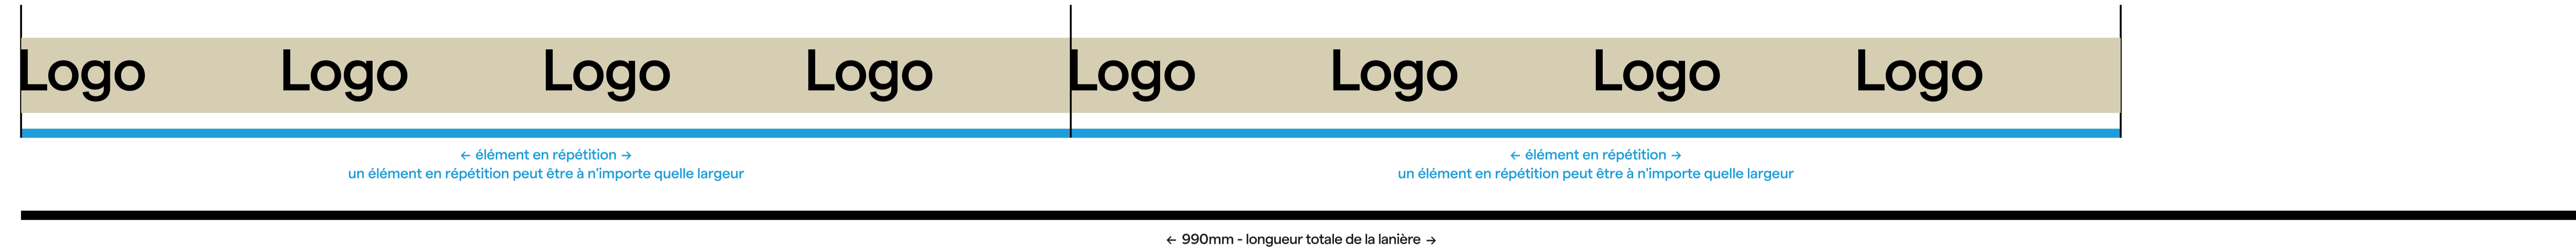 Logo Logo Logo Logo Logo Logo Logo Logo
← élément en répétition → ← élément en répétition →
un élément en répétition peut être à n'importe quelle largeur un élément en répétition peut être à n'importe quelle largeur
← 990mm - longueur totale de la lanière →